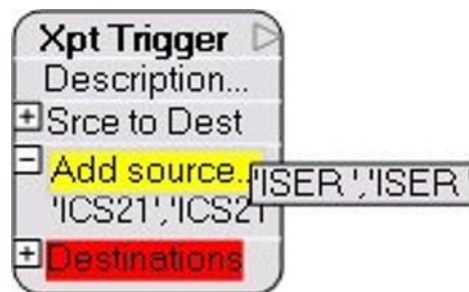 Xpt Trigger
Description...
Srce to Dest
Add source..
'ISER ','ISER '
'ICS21','ICS21
Destinations